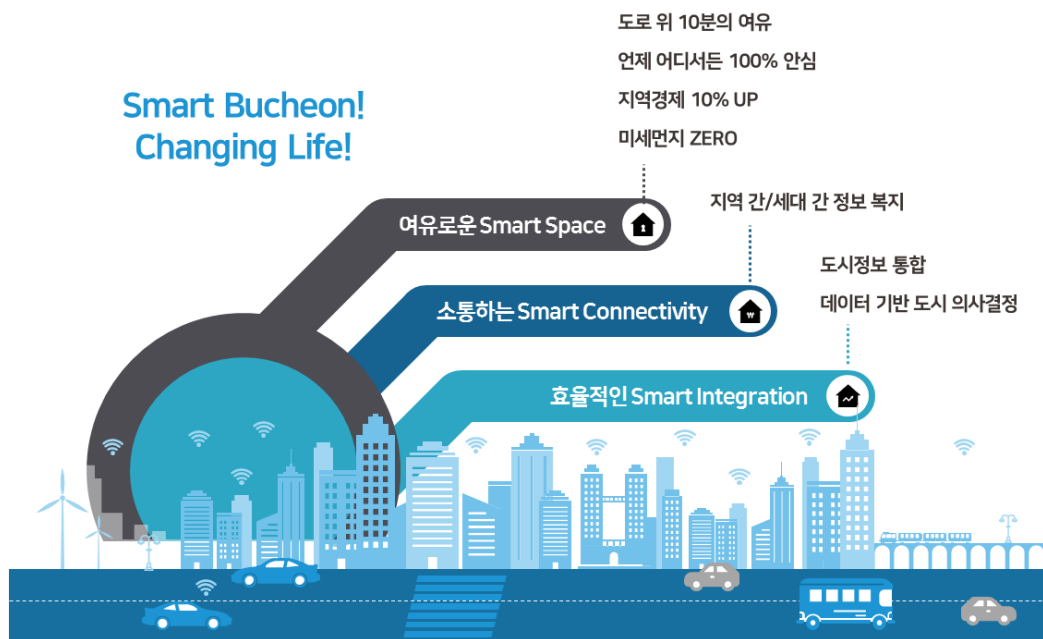 Smart Bucheon!
Changing Life!
도로 위 10분의 여유
언제 어디서든 100% 안심
지역경제 10% UP
미세먼지 ZERO
여유로운 Smart Space
지역 간/세대 간 정보 복지
소통하는 Smart Connectivity
도시정보 통합
데이터 기반 도시 의사결정
효율적인 Smart Integration